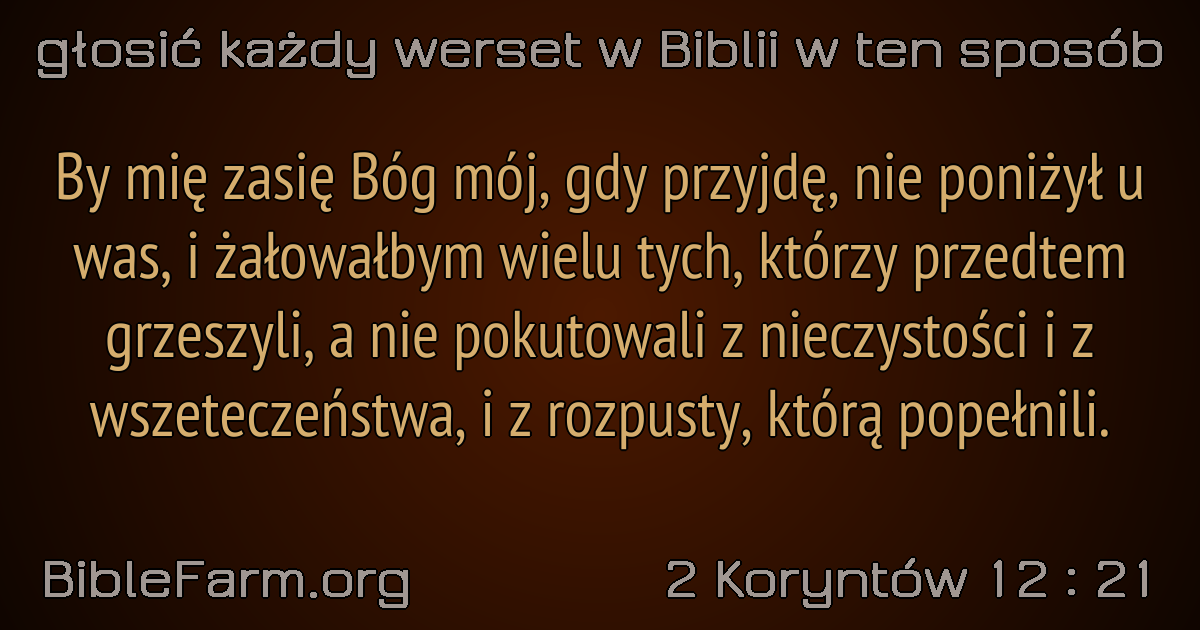 głosić każdy werset w Biblii w ten sposób
By mię zasię Bóg mój, gdy przyjdę, nie poniżył u
was, i żałowałbym wielu tych, którzy przedtem
grzeszyli, a nie pokutowali z nieczystości i z
wszeteczeństwa, i z rozpusty, którą popełnili.
BibleFarm.org
2 Koryntów 12 : 21